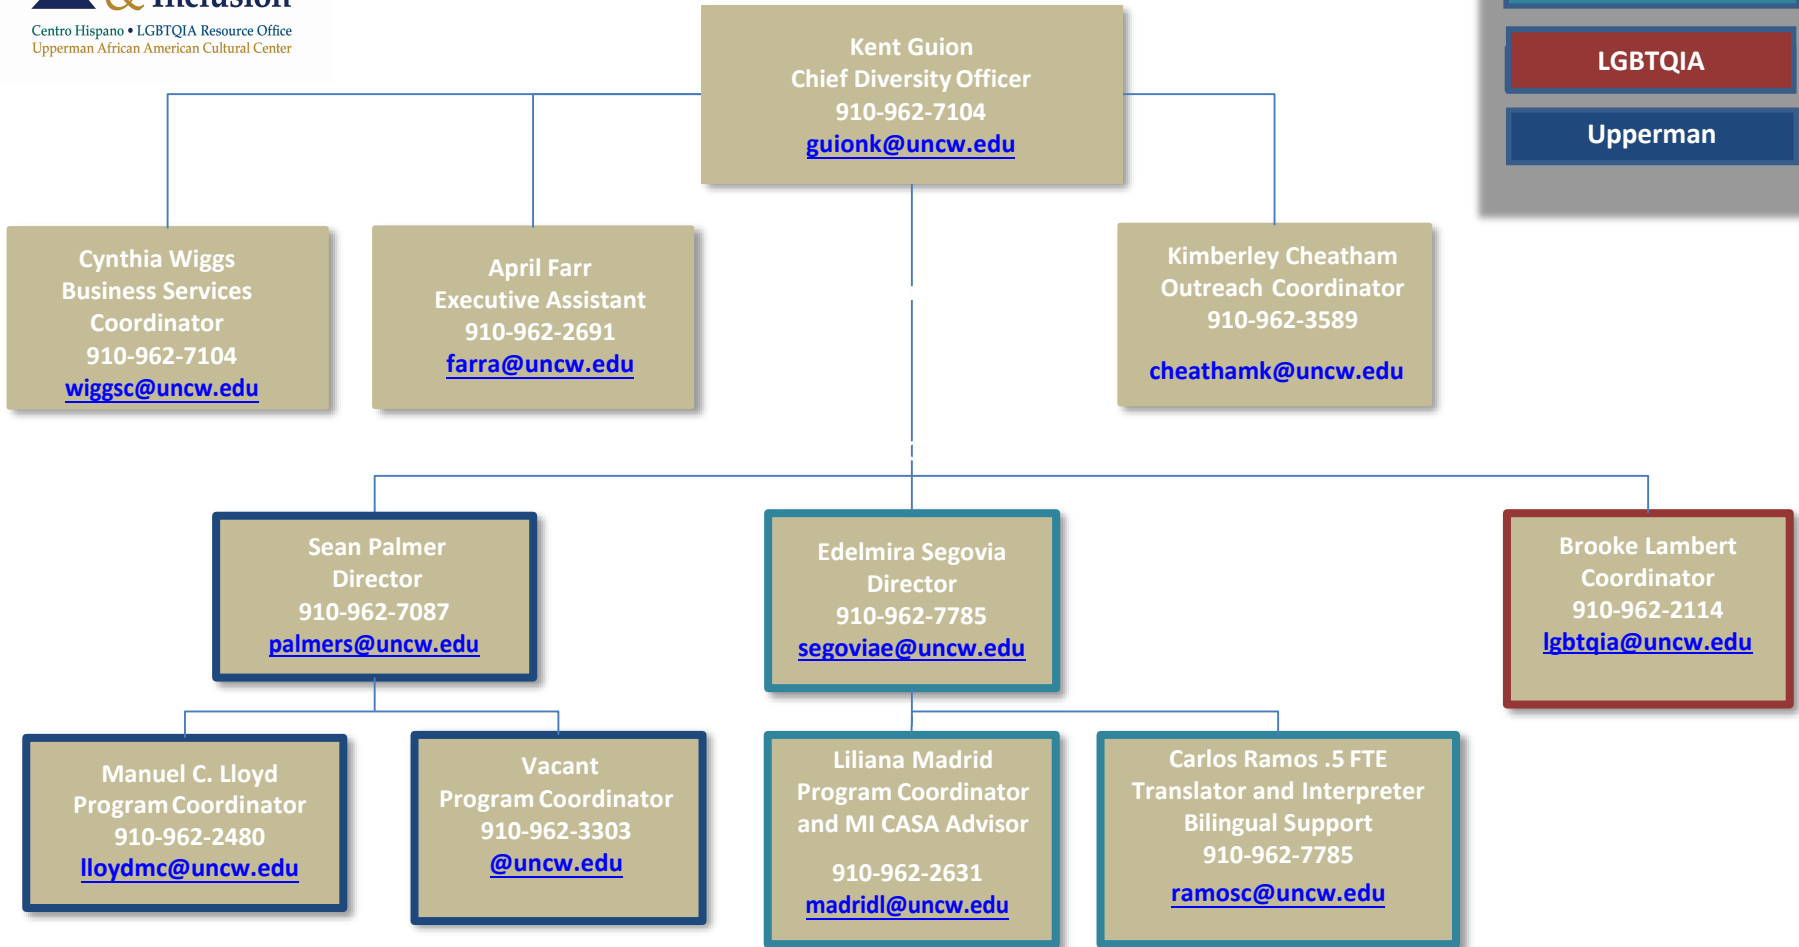 & Inclusion
Centro Hispano • LGBTQIA Resource Office
Upperman African American Cultural Center
Kent Guion
Chief Diversity Officer
910-962-7104
guionk@uncw.edu
LGBTQIA
Upperman
Cynthia Wiggs
Business Services
Coordinator
910-962-7104
wiggsc@uncw.edu
April Farr
Executive Assistant
910-962-2691
farra@uncw.edu
Kimberley Cheatham
Outreach Coordinator
910-962-3589
cheathamk@uncw.edu
Sean Palmer
Director
910-962-7087
palmers@uncw.edu
Edelmira Segovia
Director
910-962-7785
segoviae@uncw.edu
Brooke Lambert
Coordinator
910-962-2114
lgbtqia@uncw.edu
Manuel C. Lloyd
Program Coordinator
910-962-2480
lloydmc@uncw.edu
Vacant
Program Coordinator
910-962-3303
@uncw.edu
Liliana Madrid
Program Coordinator
and MI CASA Advisor
910-962-2631
madridl@uncw.edu
Carlos Ramos .5 FTE
Translator and Interpreter
Bilingual Support
910-962-7785
ramosc@uncw.edu